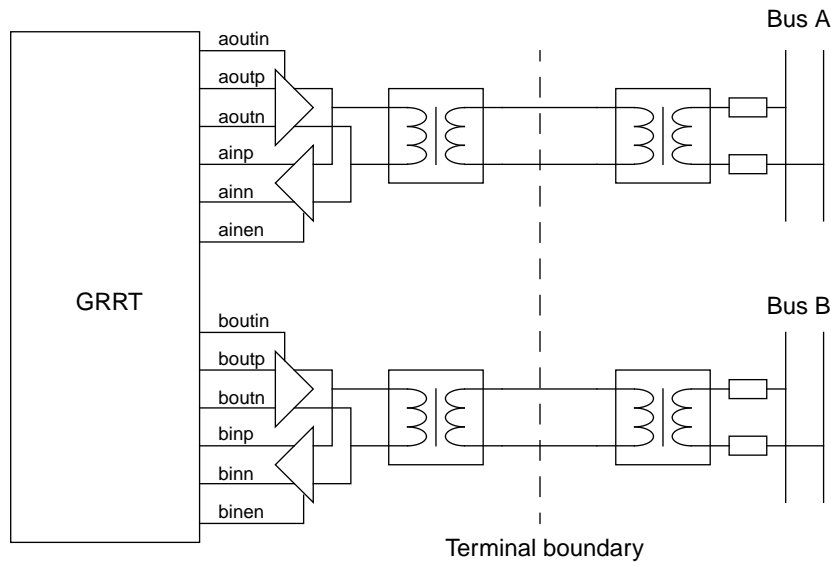 Bus A
aoutin
aoutp
aoutn
ainp
ainn
ainen
GRRT
Bus B
boutin
boutp
boutn
binp
binn
binen
Terminal boundary